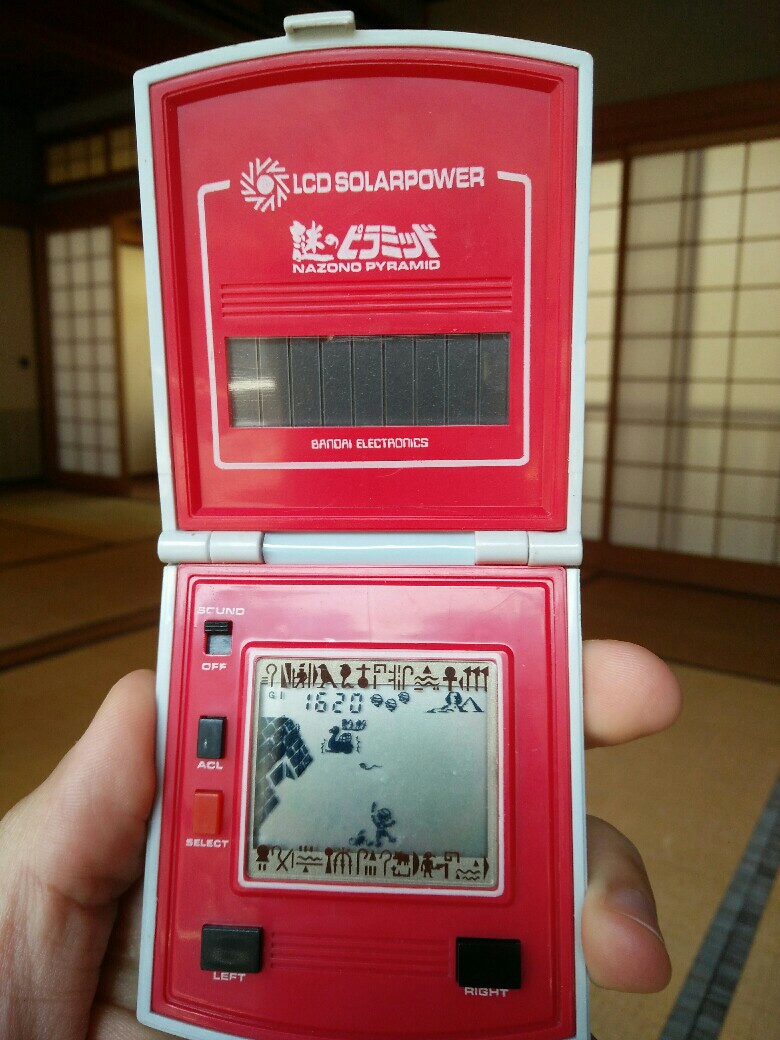 LCD SOLARPOWER
謎のピラミッド
NAZONO PYRAMID
BANDAI ELECTRONICS
SOUND
OFF
G1 1620
ACL
SELECT
LEFT
RIGHT